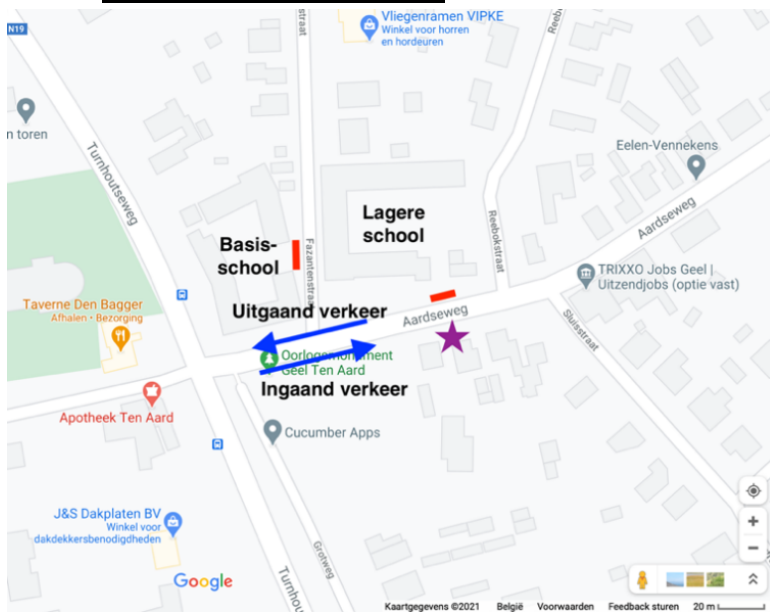 N19
Vliegenramen VIPKE
Winkel voor horren
en hordeuren
Reeb
n toren
Turnhoutseweg
Eelen-Vennekens
Lagere
school
Basis-
school
Fazantenstraat
Reebokstraat
Aardseweg
TRIXXO Jobs Geel |
Uitzendjobs (optie vast)
Taverne Den Bagger
Afhalen • Bezorging
Uitgaand verkeer
Aardseweg
Sluisstraat
Oorlogsmonument
Geel Ten Aard
Ingaand verkeer
Apotheek Ten Aard
Cucumber Apps
J&S Dakplaten BV
Winkel voor
dakdekkersbenodigdheden
Grotweg
Turnhou
Google
Kaartgegevens ©2021 België Voorwaarden Feedback sturen 20 m